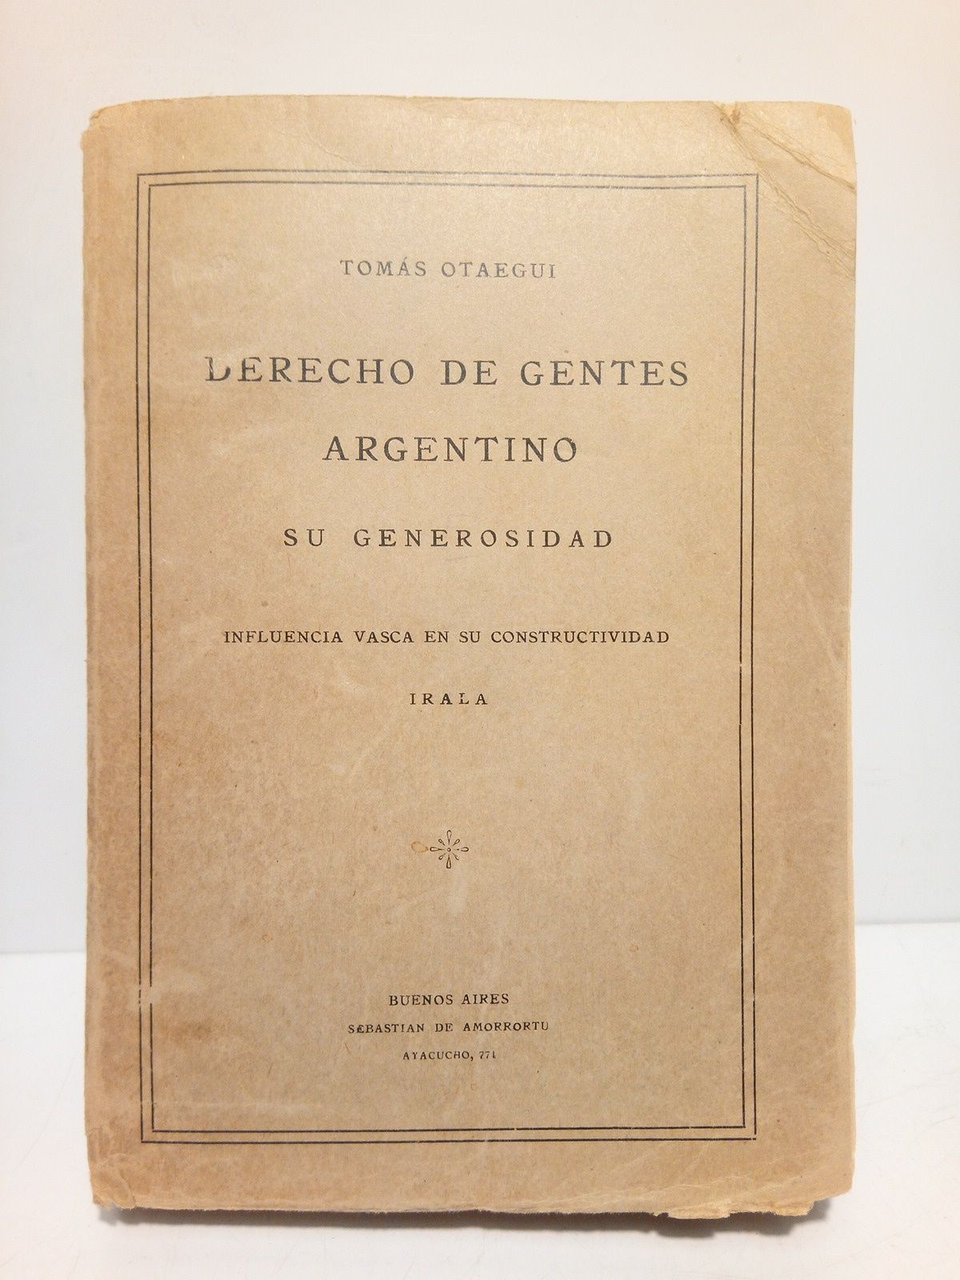 TOMÁS OTAEGUI
DERECHO DE GENTES
ARGENTINO
SU GENEROSIDAD
INFLUENCIA VASCA EN SU CONSTRUCTIVIDAD
IRALA
BUENOS AIRES
SEBASTIAN DE AMORRORTU
AYACUCHO, 774